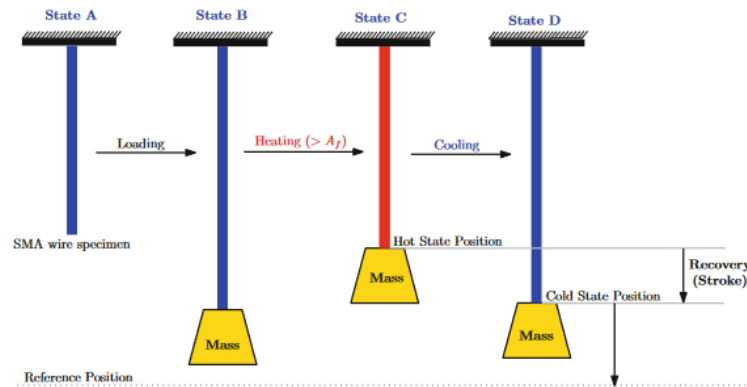 State A
State B
State C
State D
Loading
Heating (> A_f)
Cooling
SMA wire specimen
Hot State Position
Mass
Recovery
(Stroke)
Cold State Position
Mass
Mass
Reference Position